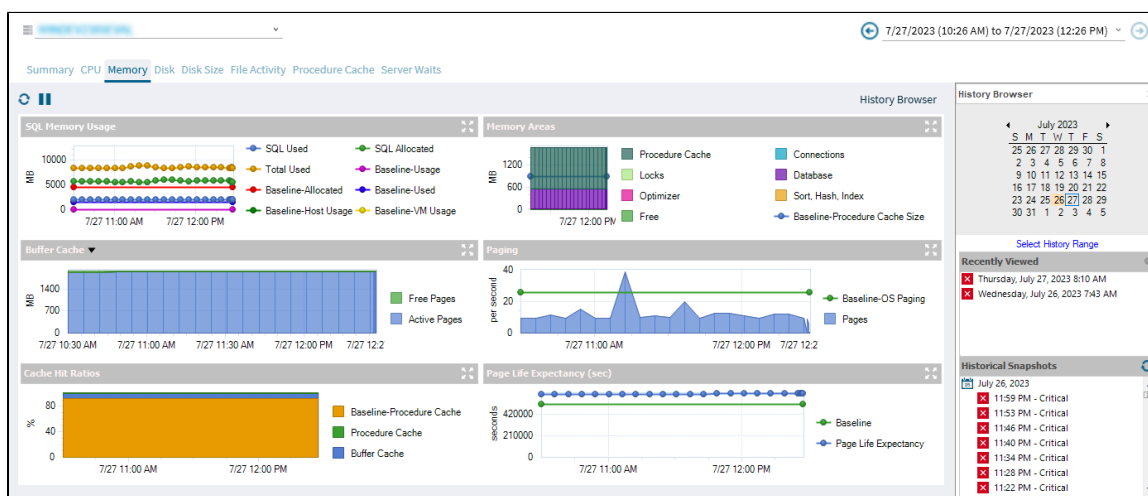 7/27/2023 (10:26 AM) to 7/27/2023 (12:26 PM)
Summary CPU Memory Disk Disk Size File Activity Procedure Cache Server Waits
History Browser
SQL Memory Usage
MB
10000
5000
0
7/27 11:00 AM 7/27 12:00 PM
SQL Used SQL Allocated
Total Used Baseline-Usage
Baseline-Allocated Baseline-Used
Baseline-Host Usage Baseline-VM Usage
Memory Areas
MB
1200
600
0
7/27 12:00 PM
Procedure Cache Connections
Locks Database
Optimizer Sort, Hash, Index
Free Baseline-Procedure Cache Size
Buffer Cache
MB
1400
700
0
7/27 10:30 AM 7/27 11:00 AM 7/27 11:30 AM 7/27 12:00 PM 7/27 12:2
Free Pages
Active Pages
Paging
per second
40
20
0
7/27 11:00 AM 7/27 12:00 PM 7/27 12:2
Baseline-OS Paging
Pages
Cache Hit Ratios
%
80
40
0
7/27 11:00 AM 7/27 12:00 PM
Baseline-Procedure Cache
Procedure Cache
Buffer Cache
Page Life Expectancy (sec)
seconds
420000
210000
0
7/27 11:00 AM 7/27 12:00 PM
Baseline
Page Life Expectancy
History Browser
July 2023
S M T W T F S
25 26 27 28 29 30 1
2 3 4 5 6 7 8
9 10 11 12 13 14 15
16 17 18 19 20 21 22
23 24 25 26 27 28 29
30 31 1 2 3 4 5
Select History Range
Recently Viewed
Thursday, July 27, 2023 8:10 AM
Wednesday, July 26, 2023 7:43 AM
Historical Snapshots
July 26, 2023
11:59 PM - Critical
11:53 PM - Critical
11:46 PM - Critical
11:40 PM - Critical
11:34 PM - Critical
11:28 PM - Critical
11:22 PM - Critical